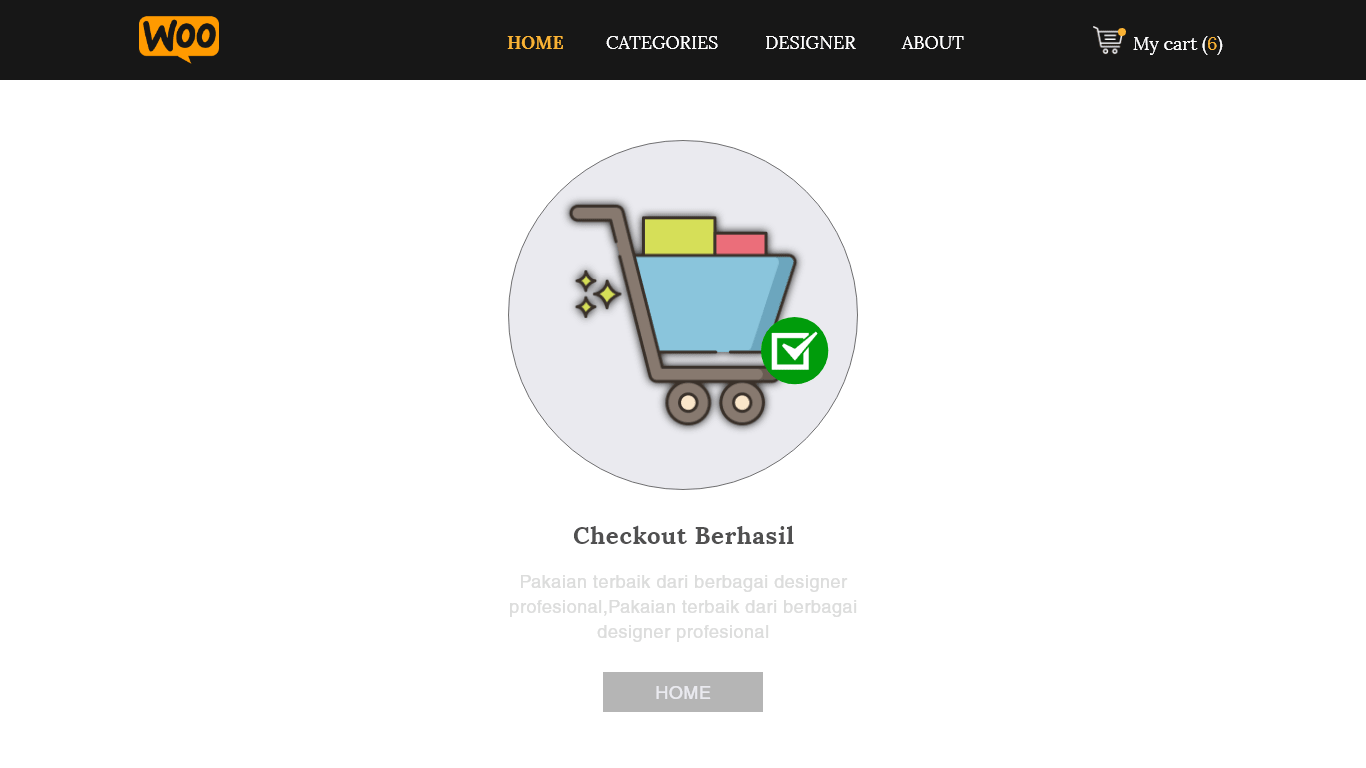 Woo
HOME CATEGORIES DESIGNER ABOUT My cart (6)
Checkout Berhasil
Pakaian terbaik dari berbagai designer
profesional,Pakaian terbaik dari berbagai
designer profesional
HOME